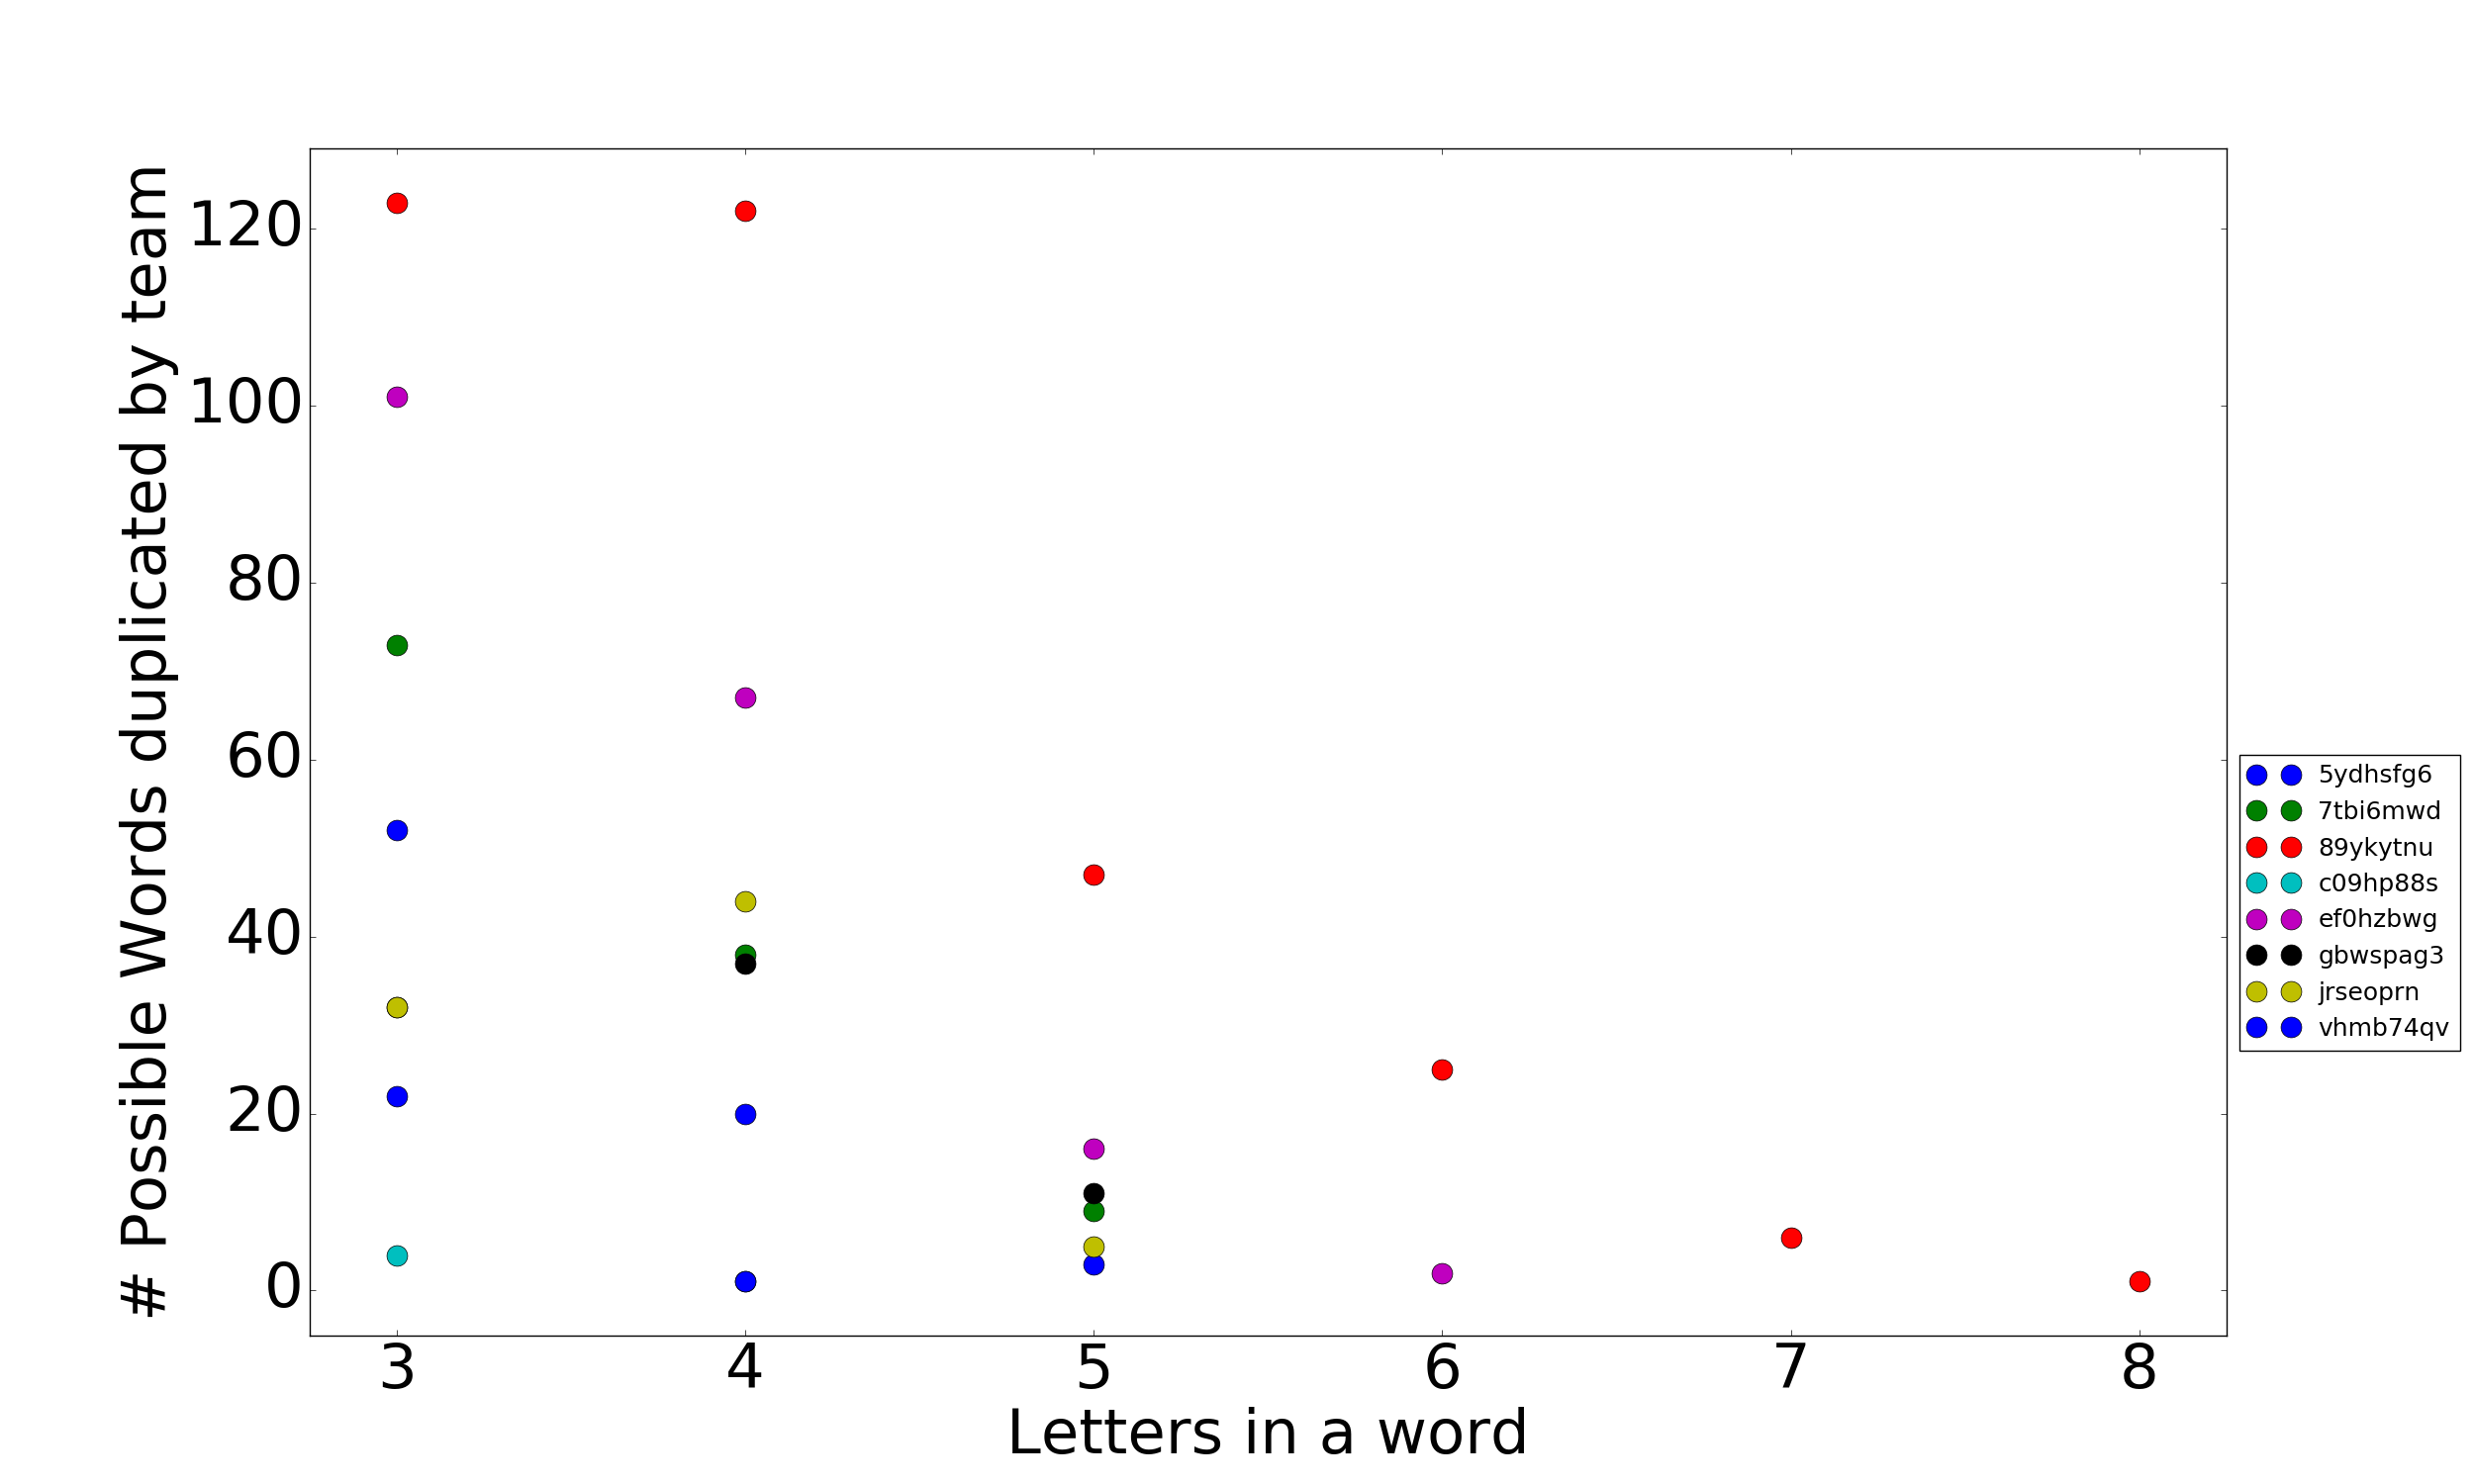 # Possible Words duplicated by team
120
100
80
60
40
20
0
3 4 5 6 7 8
Letters in a word
5ydhsfg6
7tbi6mwd
89ykytnu
c09hp88s
ef0hzbwg
gbwspag3
jrseoprn
vhmb74qv